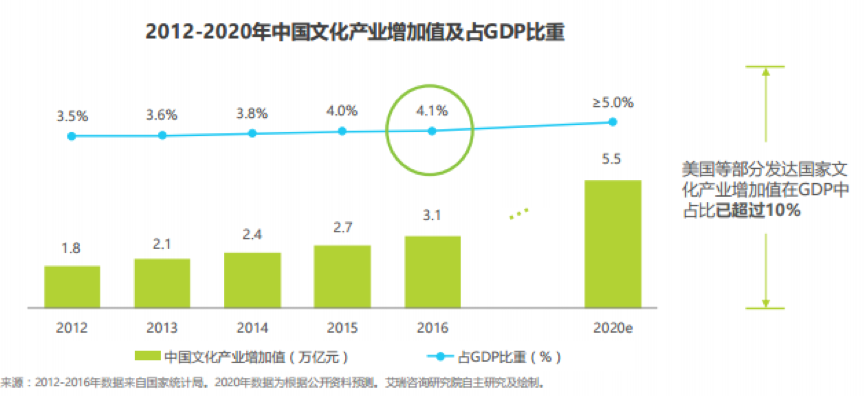 2012-2020年中国文化产业增加值及占GDP比重
3.5%
3.6%
3.8%
4.0%
4.1%
≥5.0%
1.8
2.1
2.4
2.7
3.1
5.5
2012
2013
2014
2015
2016
2020e
中国文化产业增加值（万亿元）
占GDP比重（%）
美国等部分发达国家文
化产业增加值在GDP中
占比已超过10%
来源：2012-2016年数据来自国家统计局。2020年数据为根据公开资料预测。艾瑞咨询研究院自主研究及绘制。